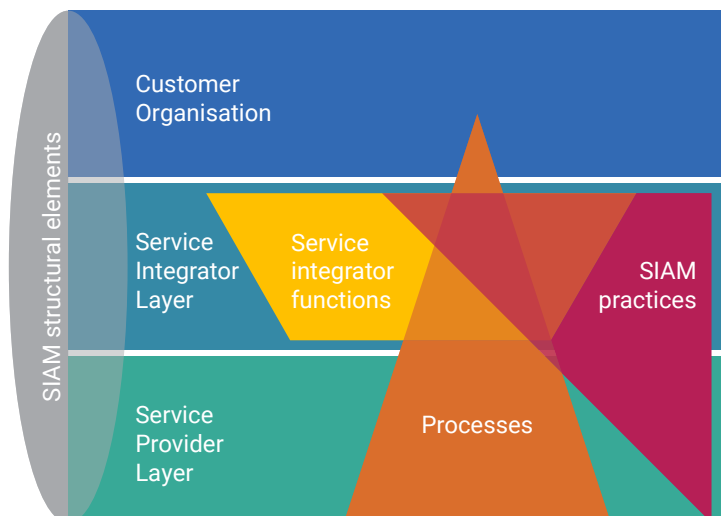 SIAM structural elements
Customer
Organisation
Service
Integrator
Layer
Service
integrator
functions
SIAM
practices
Service
Provider
Layer
Processes